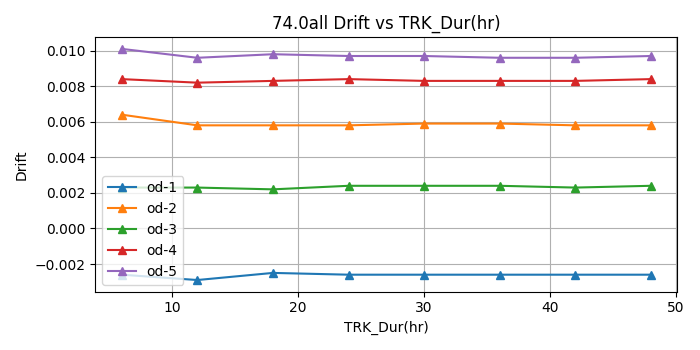 74.0all Drift vs TRK_Dur(hr)
0.010
0.008
0.006
0.004
0.002
0.000
−0.002
Drift
od-1
od-2
od-3
od-4
od-5
10 20 30 40 50
TRK_Dur(hr)